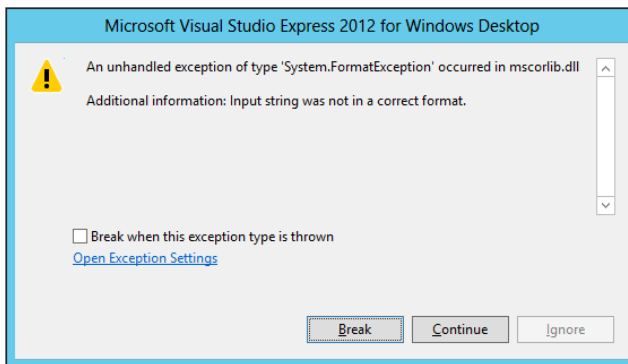 Microsoft Visual Studio Express 2012 for Windows Desktop
An unhandled exception of type 'System.FormatException' occurred in mscorlib.dll
Additional information: Input string was not in a correct format.
Break when this exception type is thrown
Open Exception Settings
Break Continue Ignore